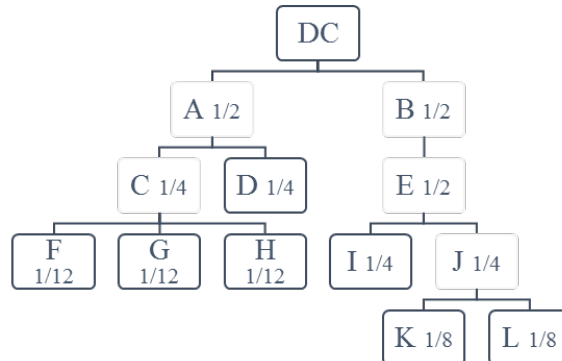 DC
A 1/2
B 1/2
C 1/4
D 1/4
E 1/2
F
1/12
G
1/12
H
1/12
I 1/4
J 1/4
K 1/8
L 1/8